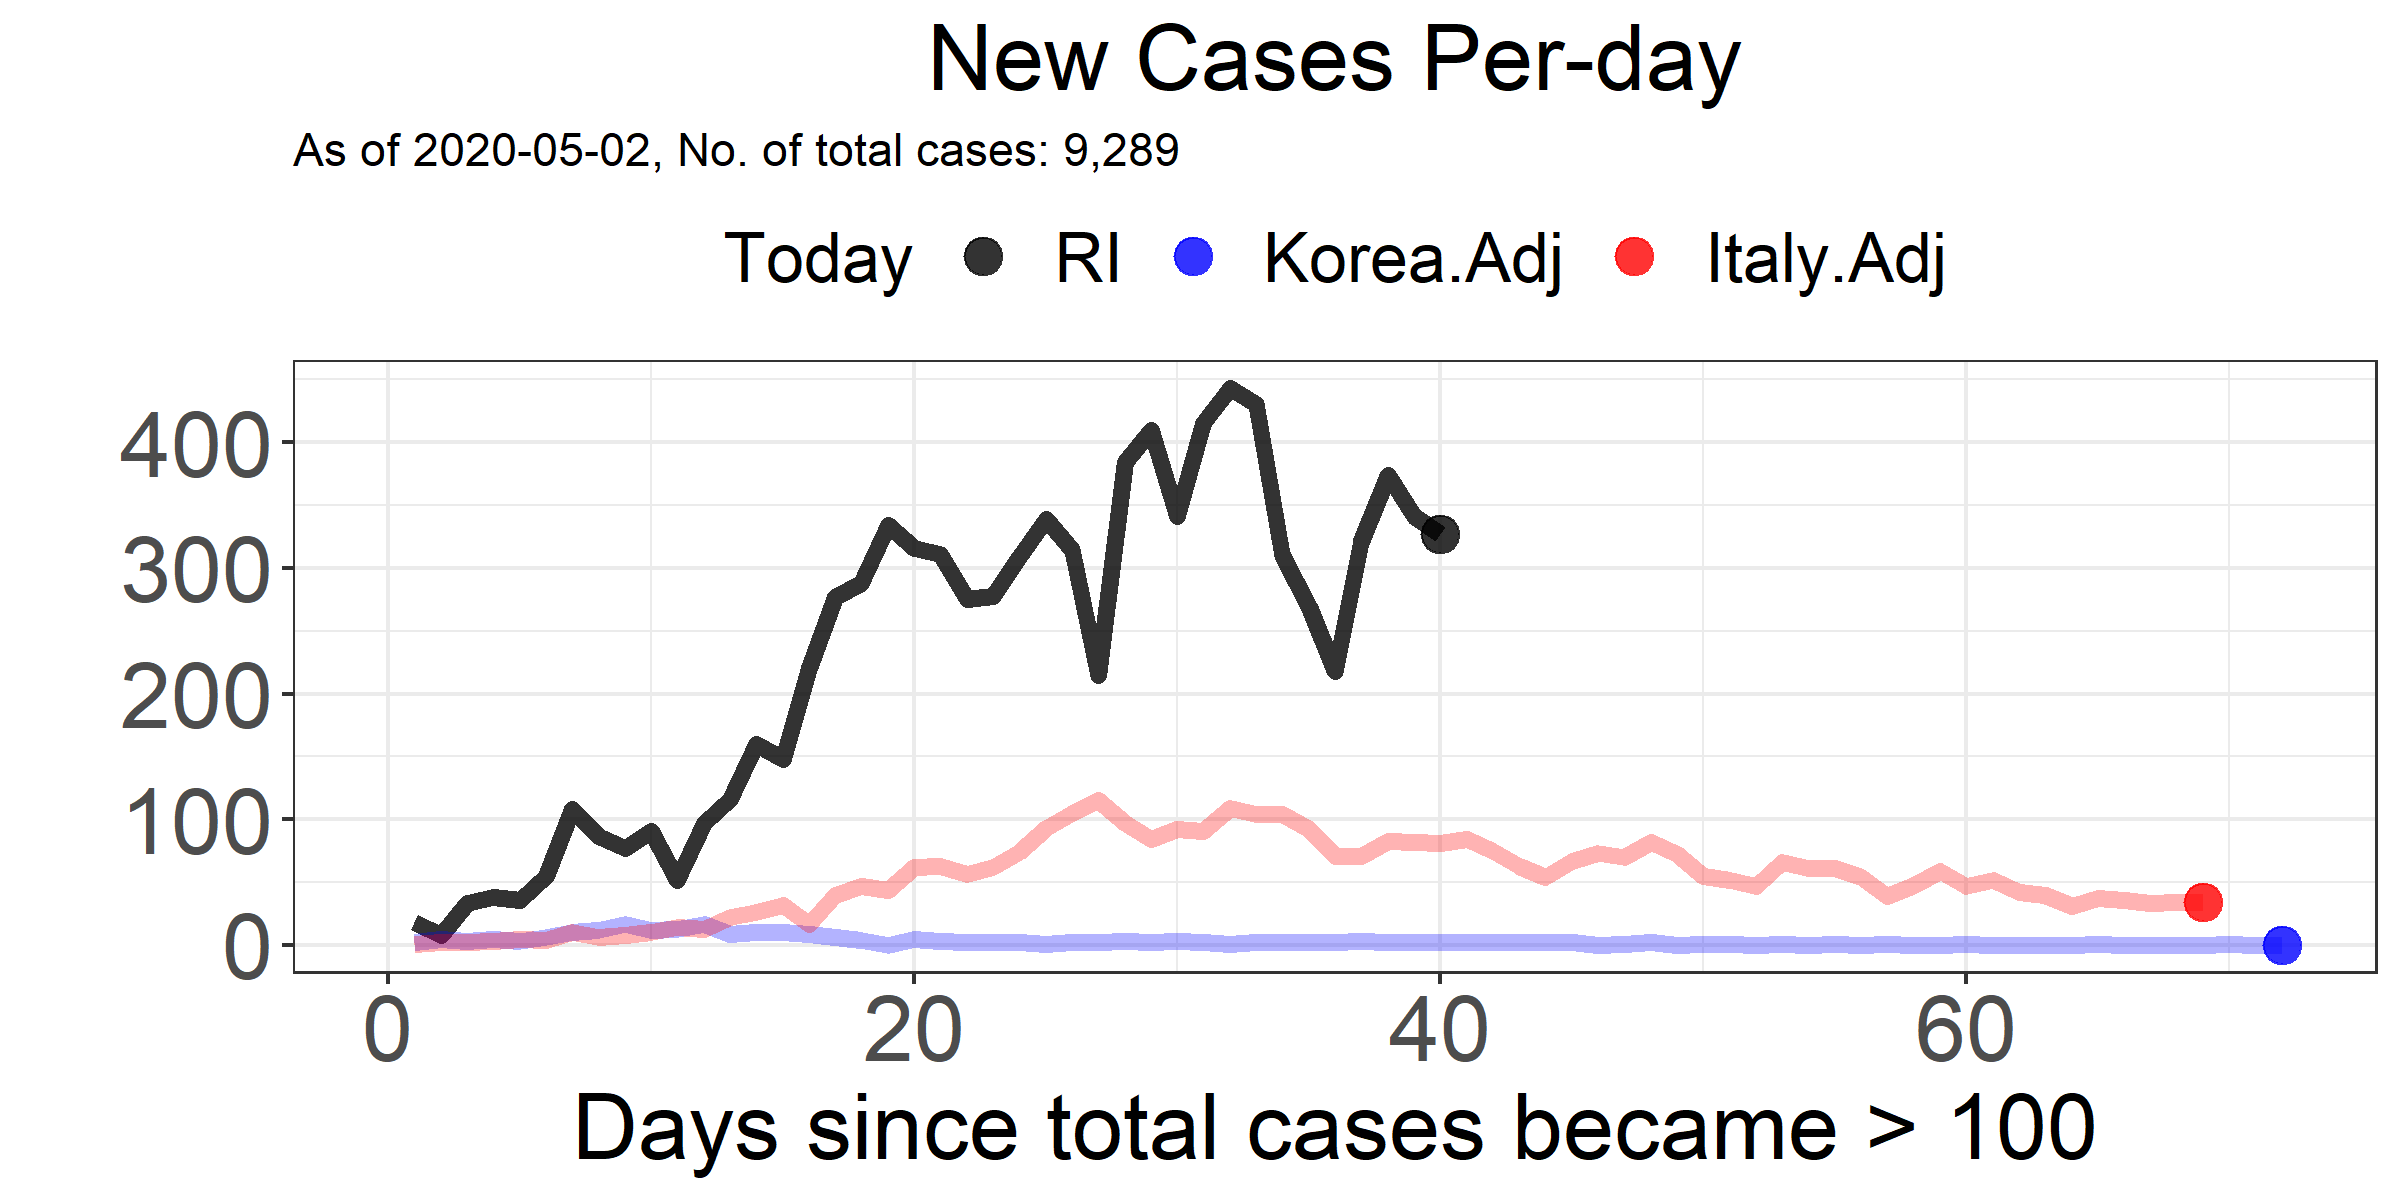 New Cases Per-day
As of 2020-05-02, No. of total cases: 9,289
Today RI Korea.Adj Italy.Adj
400
300
200
100
0
0 20 40 60
Days since total cases became > 100